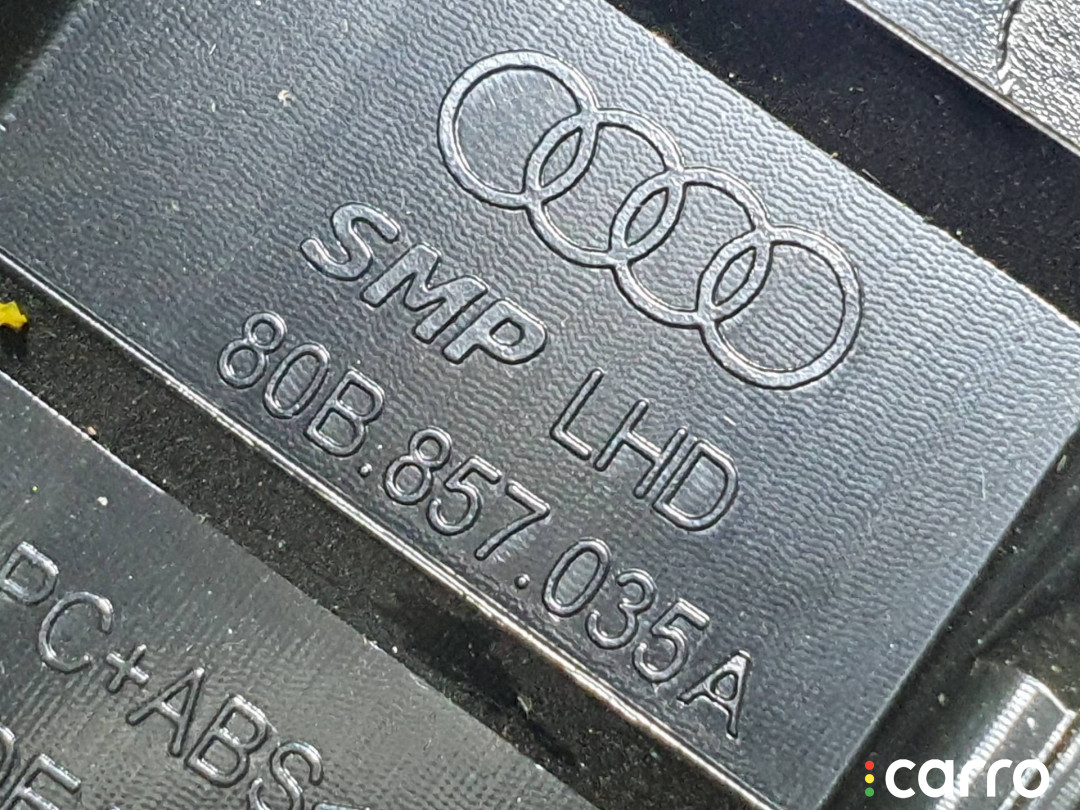 SMP LHD
80B.857.035A
PC+ABS
carro